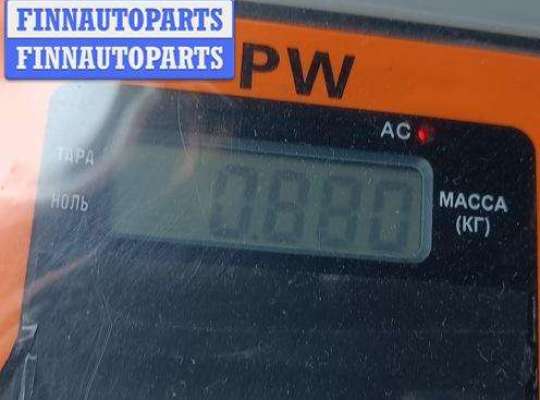 FINNAUTOPARTS
FINNAUTOPARTS
PW
AC
ТАРА
НОЛЬ
0.880
МАССА
(КГ)